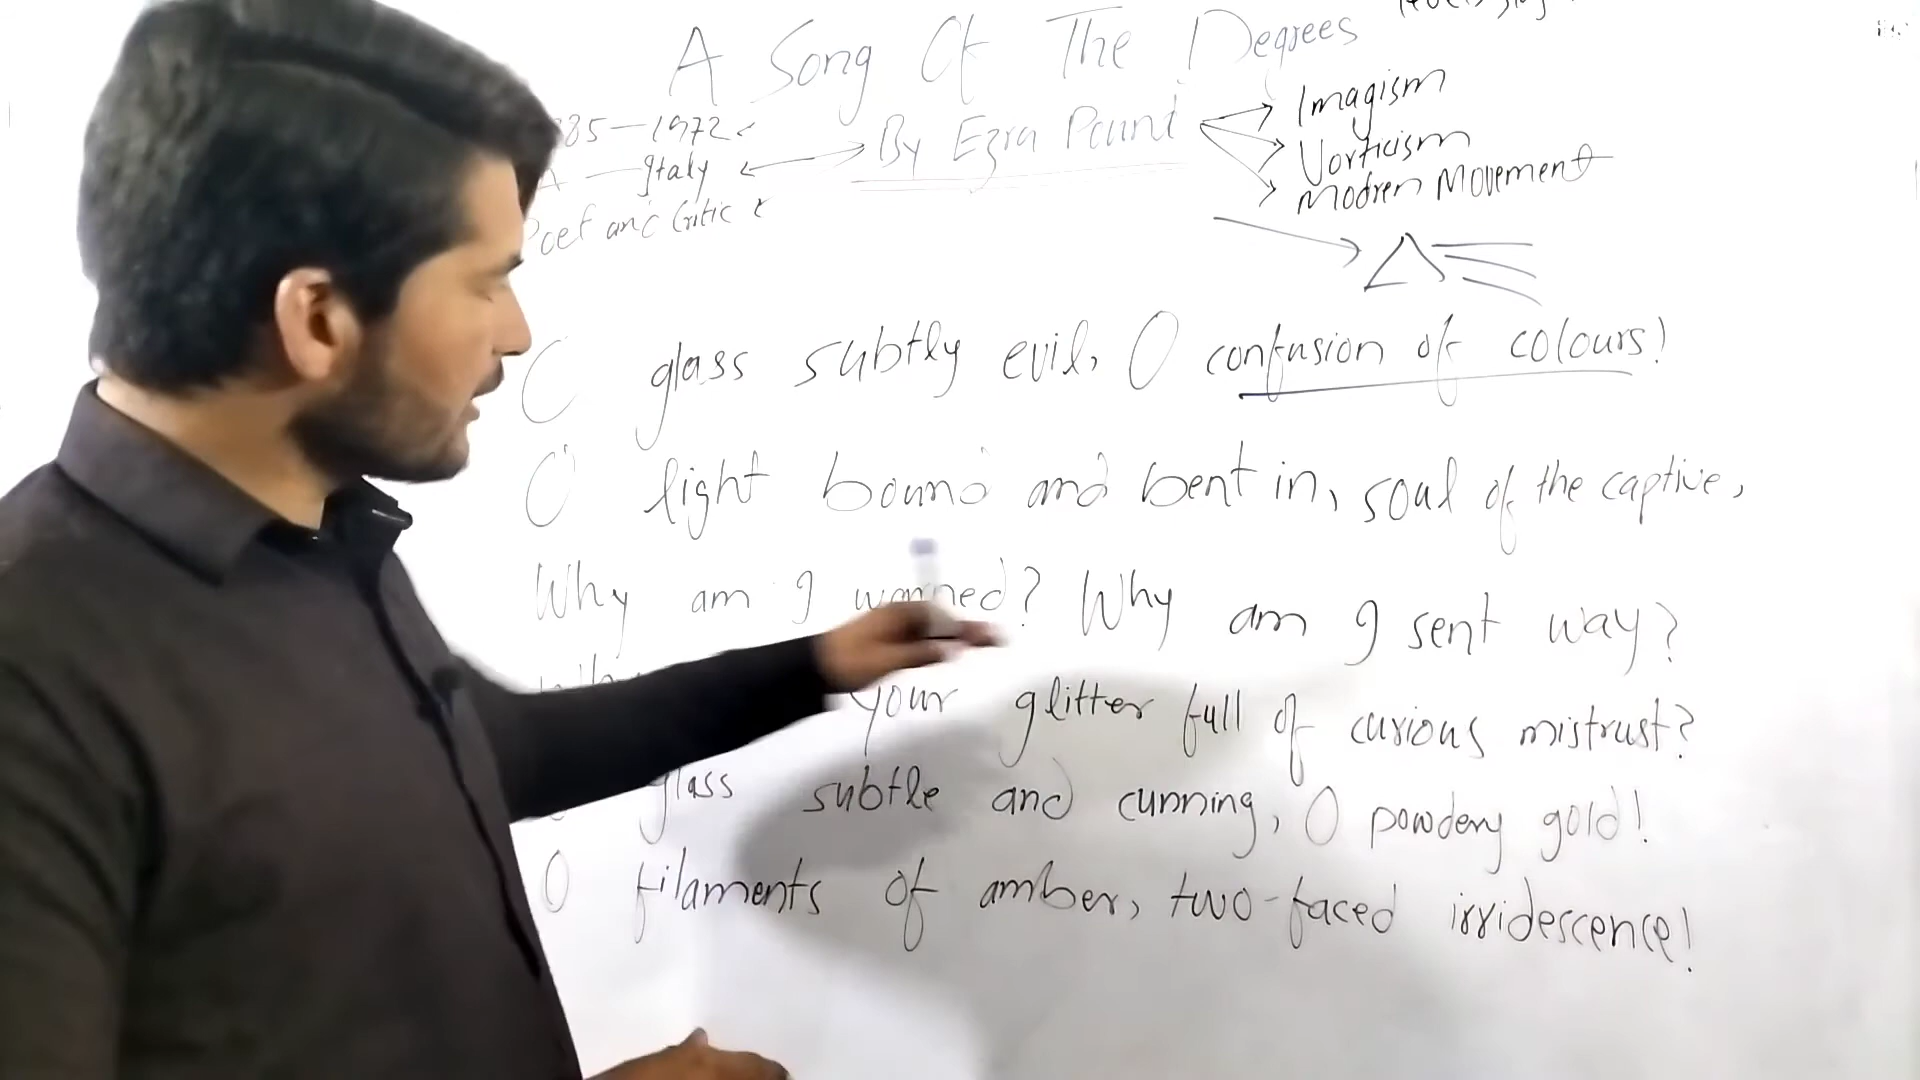 A Song Of The Degrees
By Ezra Pound
Imagism
Vorticism
Modren Movement
85-1972
Italy
Poet and Critic
O glass subtly evil, O confusion of colours!
O light bound and bent in, soul of the captive,
Why am I warned? Why am I sent way?
your glitter full of curious mistrust?
glass subtle and cunning, O powdery gold!
O filaments of amber, two-faced irridescence!